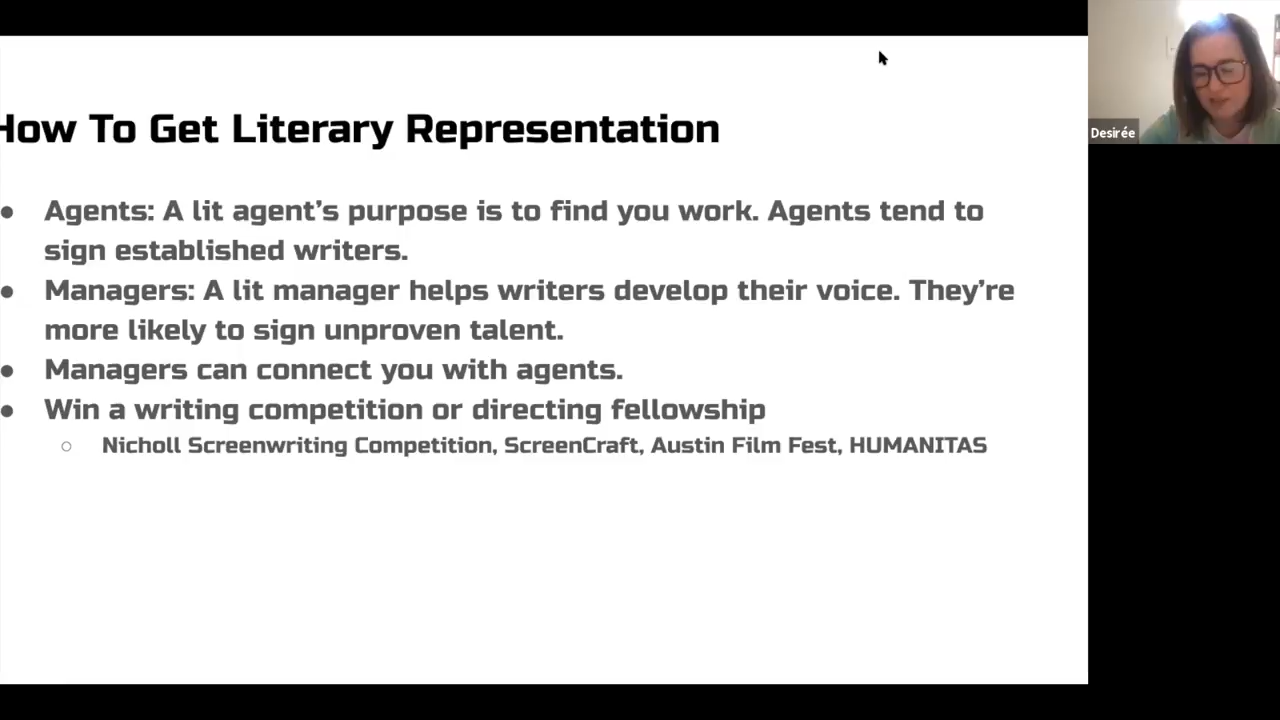 How To Get Literary Representation
Desirée
● Agents: A lit agent’s purpose is to find you work. Agents tend to
sign established writers.
● Managers: A lit manager helps writers develop their voice. They’re
more likely to sign unproven talent.
● Managers can connect you with agents.
● Win a writing competition or directing fellowship
○ Nicholl Screenwriting Competition, ScreenCraft, Austin Film Fest, HUMANITAS